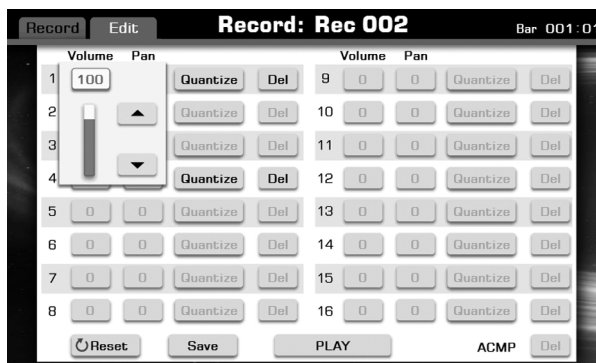 Record Edit Record: Rec 002 Bar 001:01
Volume Pan Volume Pan
1 100 Quantize Del 9 0 0 Quantize Del
2 Quantize Del 10 0 0 Quantize Del
3 Quantize Del 11 0 0 Quantize Del
4 Quantize Del 12 0 0 Quantize Del
5 0 0 Quantize Del 13 0 0 Quantize Del
6 0 0 Quantize Del 14 0 0 Quantize Del
7 0 0 Quantize Del 15 0 0 Quantize Del
8 0 0 Quantize Del 16 0 0 Quantize Del
Reset Save PLAY ACMP Del